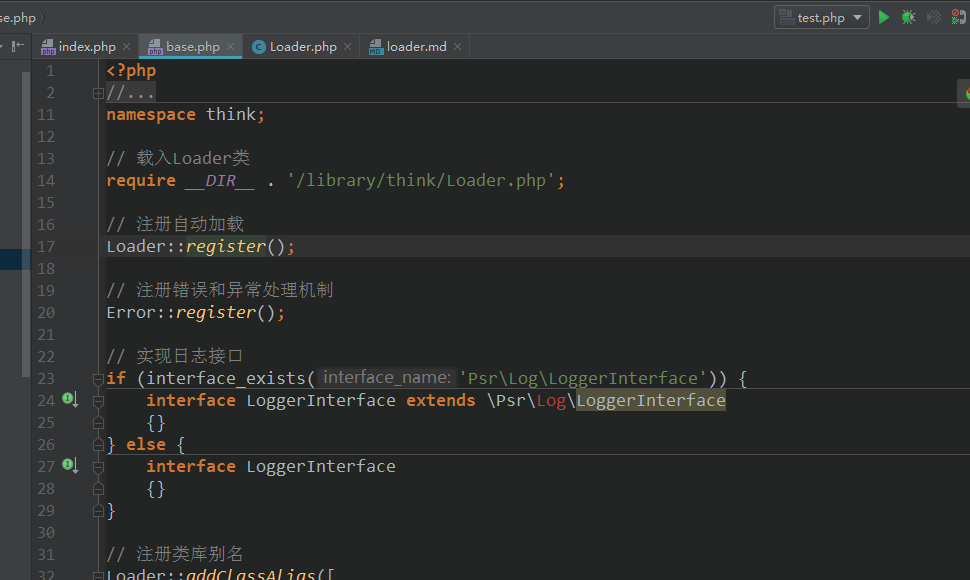 se.php
test.php
index.php
base.php
Loader.php
loader.md
1 <?php
2 //...
11 namespace think;
12
13 // 载入Loader类
14 require __DIR__ . '/library/think/Loader.php';
15
16 // 注册自动加载
17 Loader::register();
18
19 // 注册错误和异常处理机制
20 Error::register();
21
22 // 实现日志接口
23 if (interface_exists( interface_name: 'Psr\Log\LoggerInterface')) {
24 interface LoggerInterface extends \Psr\Log\LoggerInterface
25 {}
26 } else {
27 interface LoggerInterface
28 {}
29 }
30
31 // 注册类库别名
32 Loader::addClassAlias([